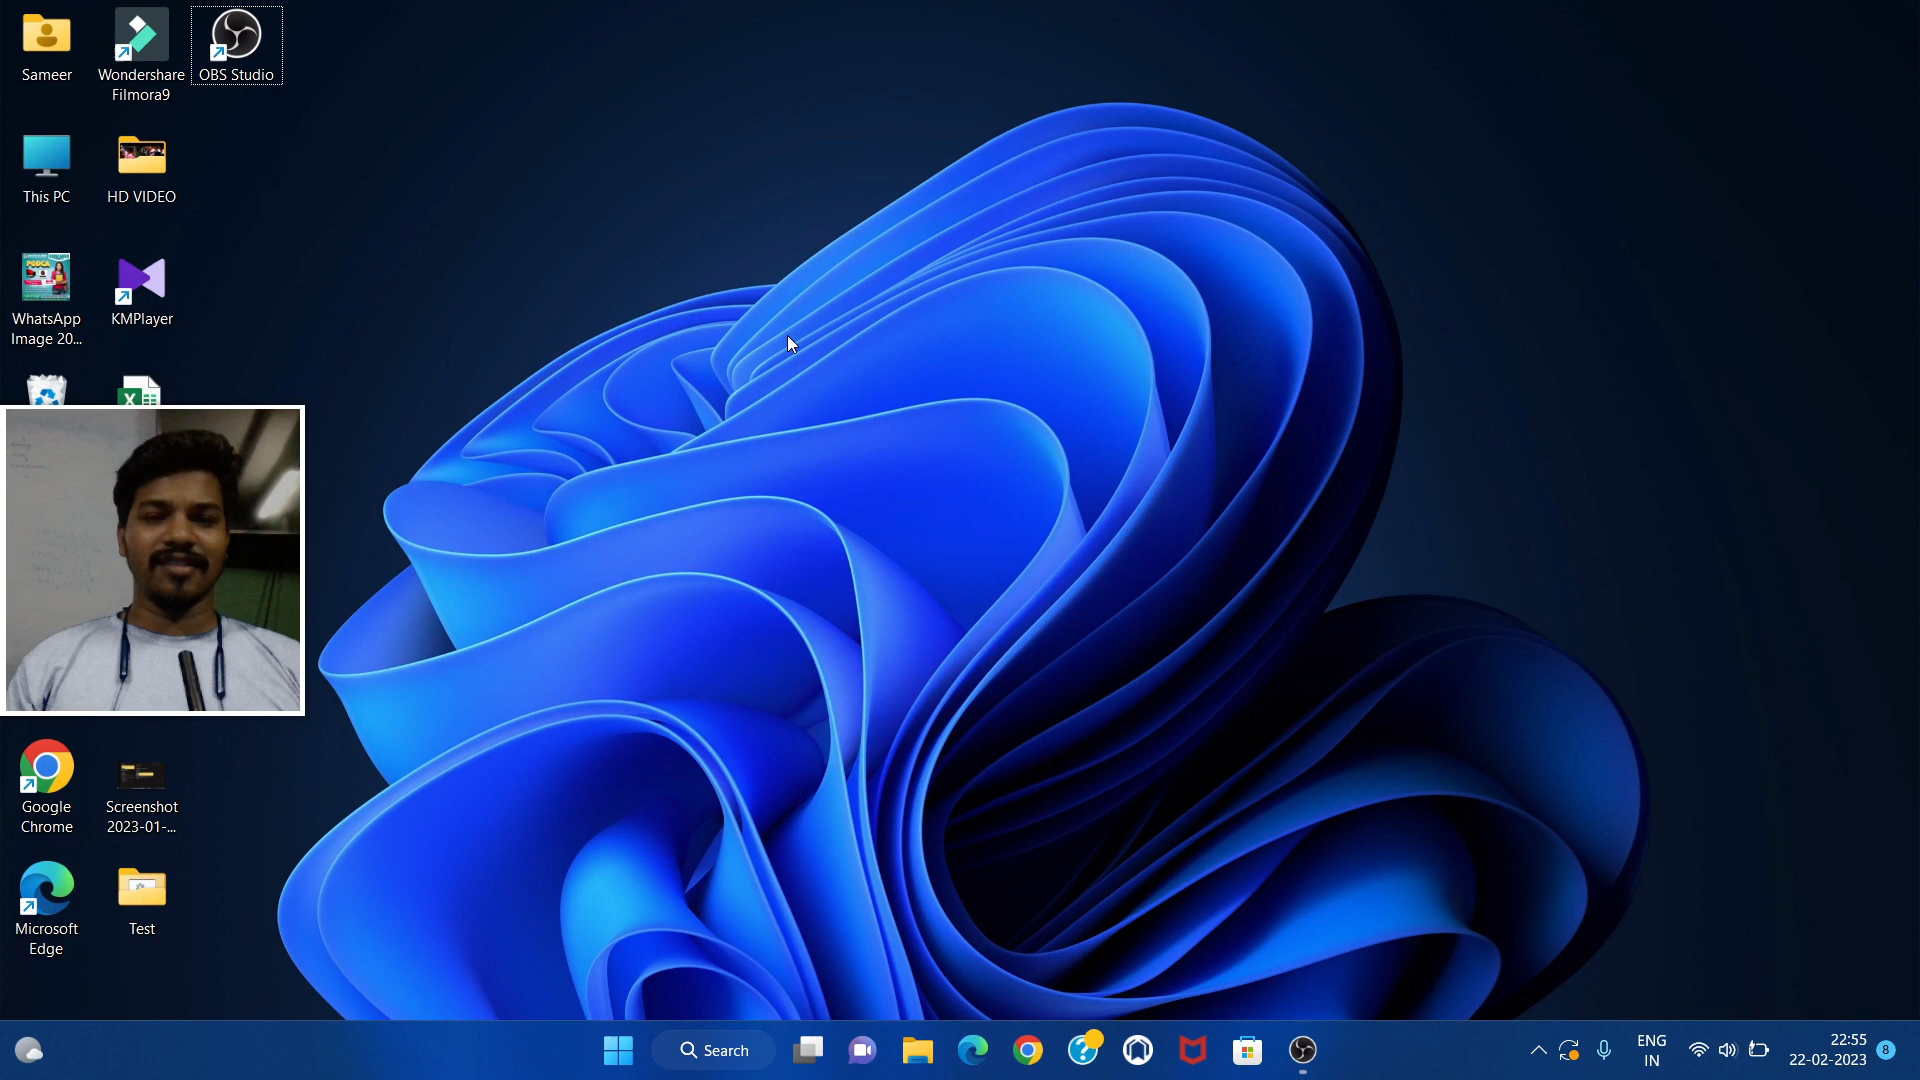 Sameer
Wondershare
Filmora9
OBS Studio
This PC
HD VIDEO
PGDCA
WhatsApp
Image 20...
KMPlayer
Google
Chrome
Screenshot
2023-01-...
Microsoft
Edge
Test
Search
ENG
IN
22:55
22-02-2023
8